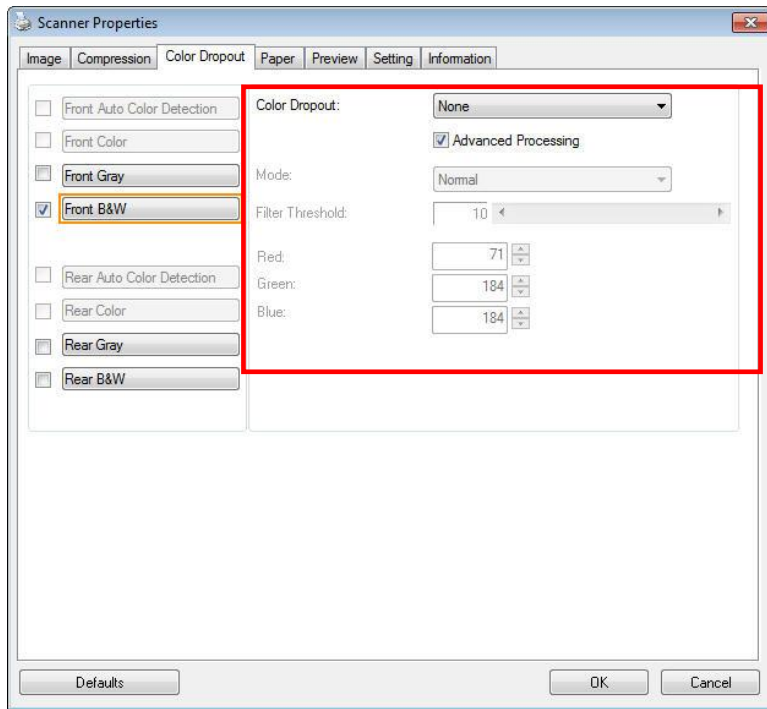 Scanner Properties
Image Compression Color Dropout Paper Preview Setting Information
Front Auto Color Detection
Front Color
Front Gray
Front B&W
Rear Auto Color Detection
Rear Color
Rear Gray
Rear B&W
Color Dropout: None
Advanced Processing
Mode: Normal
Filter Threshold: 10
Red: 71
Green: 184
Blue: 184
Defaults OK Cancel